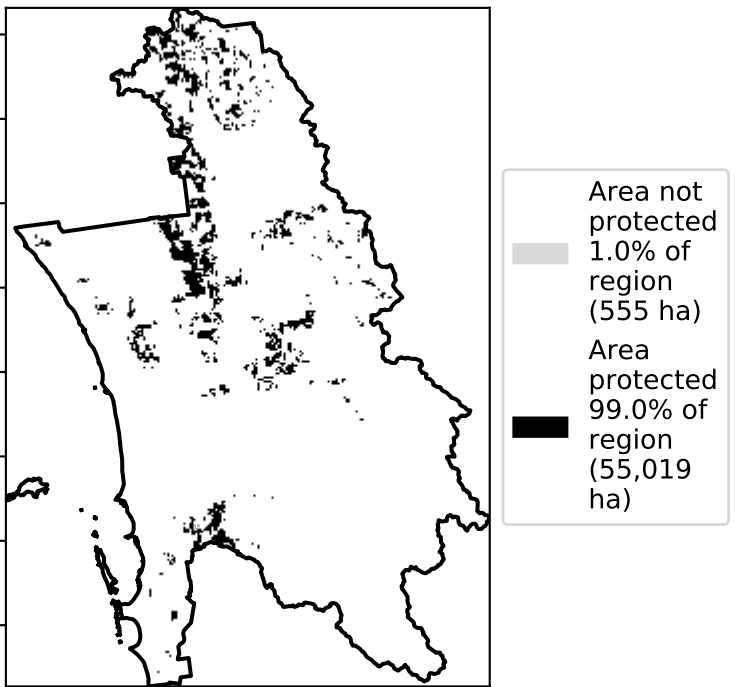 Area not
protected
1.0% of
region
(555 ha)
Area
protected
99.0% of
region
(55,019
ha)